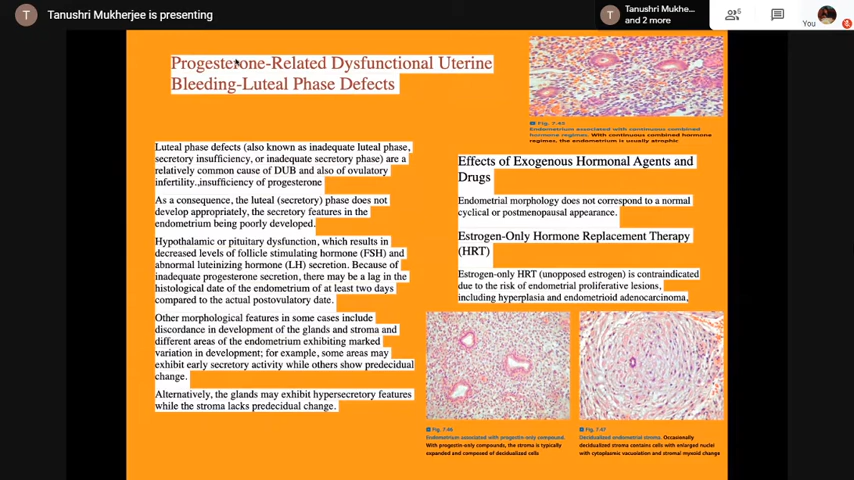 Tanushri Mukherjee is presenting
Tanushri Mukhe...
and 2 more
You
Progesterone-Related Dysfunctional Uterine
Bleeding-Luteal Phase Defects
Luteal phase defects (also known as inadequate luteal phase,
secretory insufficiency, or inadequate secretory phase) are a
relatively common cause of DUB and also of ovulatory
infertility.,insufficiency of progesterone
As a consequence, the luteal (secretory) phase does not
develop appropriately, the secretory features in the
endometrium being poorly developed.
Hypothalamic or pituitary dysfunction, which results in
decreased levels of follicle stimulating hormone (FSH) and
abnormal luteinizing hormone (LH) secretion. Because of
inadequate progesterone secretion, there may be a lag in the
histological date of the endometrium of at least two days
compared to the actual postovulatory date.
Other morphological features in some cases include
discordance in development of the glands and stroma and
different areas of the endometrium exhibiting marked
variation in development; for example, some areas may
exhibit early secretory activity while others show predecidual
change.
Alternatively, the glands may exhibit hypersecretory features
while the stroma lacks predecidual change.
Fig. 7.45
Endometrium associated with continuous combined
hormone regimes. With continuous combined hormone
regimes, the endometrium is usually atrophic
Effects of Exogenous Hormonal Agents and
Drugs
Endometrial morphology does not correspond to a normal
cyclical or postmenopausal appearance.
Estrogen-Only Hormone Replacement Therapy
(HRT)
Estrogen-only HRT (unopposed estrogen) is contraindicated
due to the risk of endometrial proliferative lesions,
including hyperplasia and endometrioid adenocarcinoma,
Fig. 7.46
Endometrium associated with progestin-only compound.
With progestin-only compounds, the stroma is typically
expanded and composed of decidualized cells
Fig. 7.47
Decidualized endometrial stroma. Occasionally
decidualized stroma contains cells with enlarged nuclei
with cytoplasmic vacuolation and stromal myxoid change